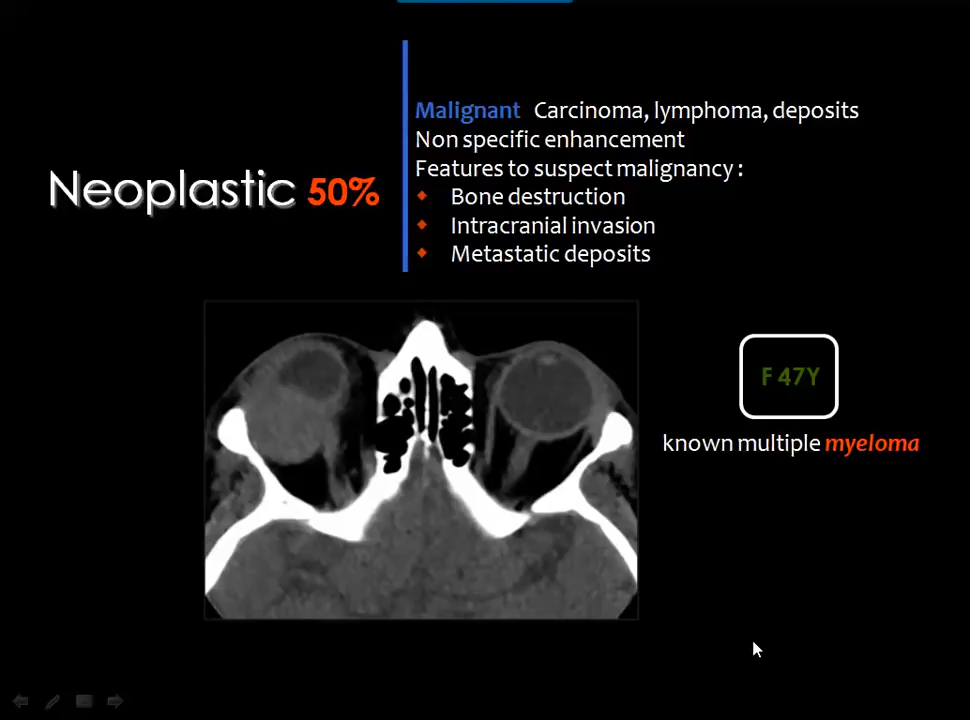 Neoplastic 50%
Malignant Carcinoma, lymphoma, deposits
Non specific enhancement
Features to suspect malignancy :
Bone destruction
Intracranial invasion
Metastatic deposits
F 47Y
known multiple myeloma